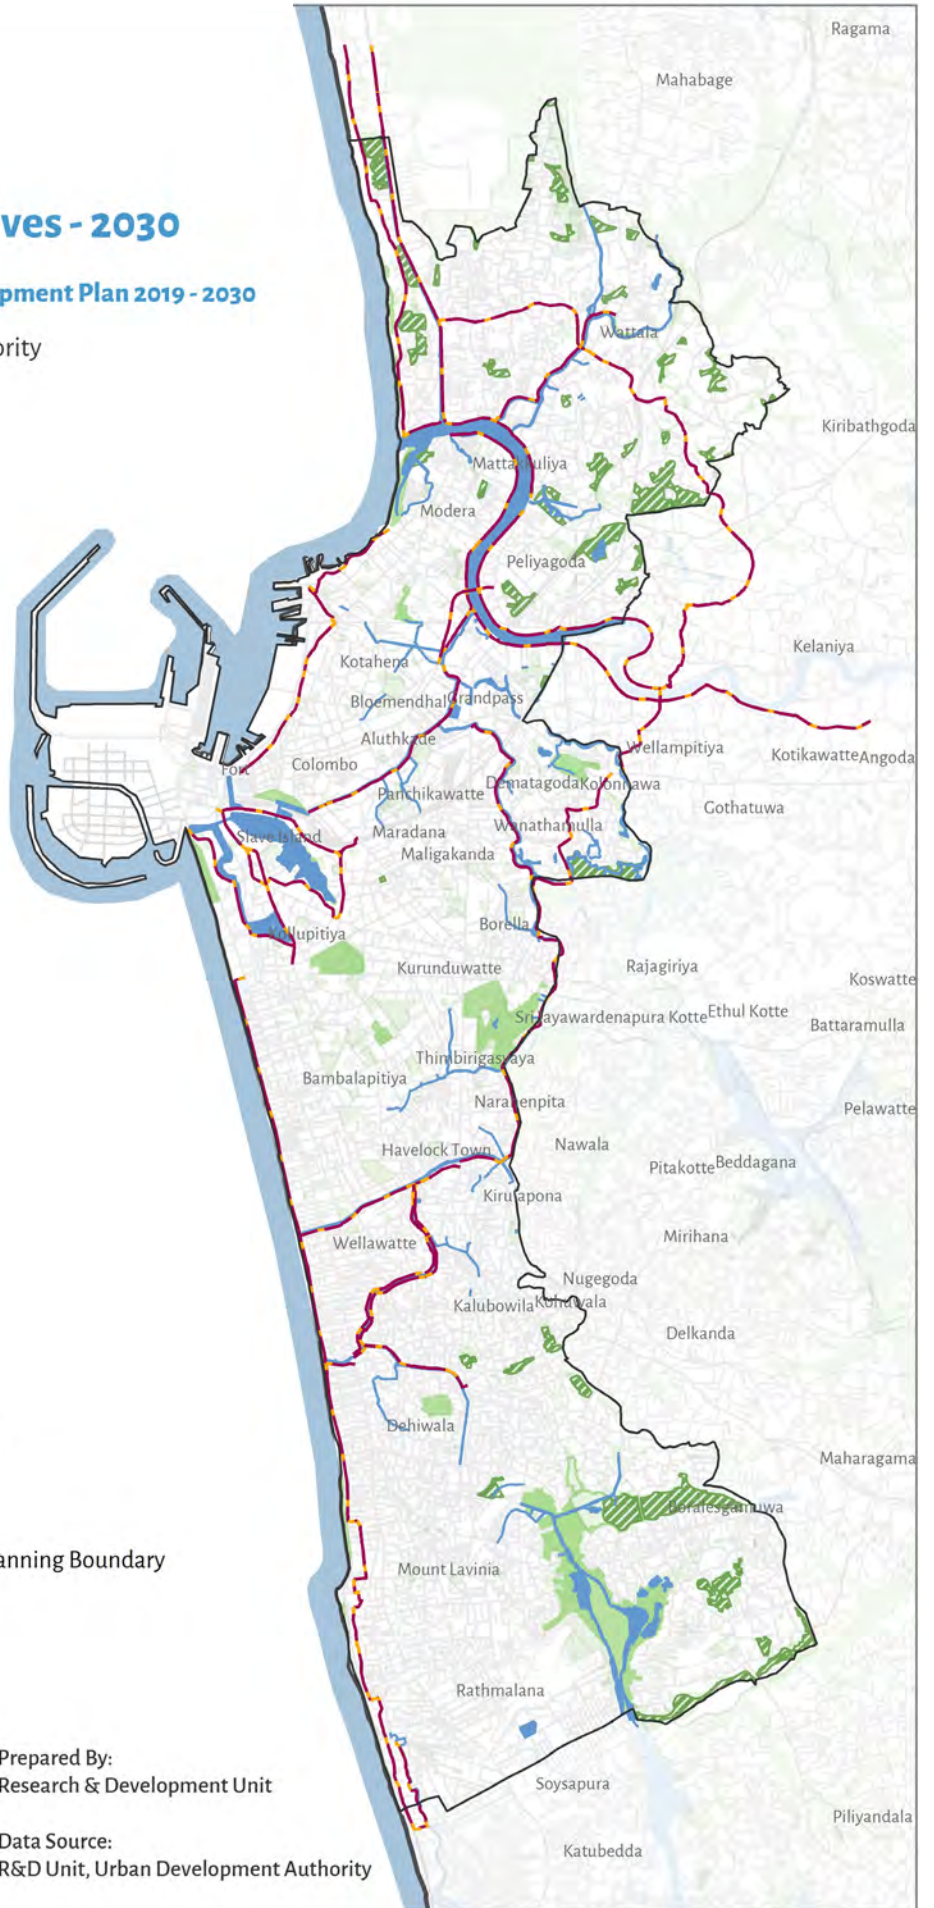 Ragama
Mahabage
ves - 2030
pment Plan 2019 - 2030
ority
Wattala
Kiribathgoda
Mattakkuliya
Modera
Peliyagoda
Kotahena
Kelaniya
Bloemendhal
Grandpass
Aluthkade
Wellampitiya
Kotikawatte
Angoda
Fort
Colombo
Dematagoda
Kolonnawa
Panchikawatte
Gothatuwa
Slave Island
Maradana
Wanathamulla
Maligakanda
Kollupitiya
Borella
Kurunduwatte
Rajagiriya
Koswatte
Sri Jayawardenapura Kotte
Ethul Kotte
Battaramulla
Thimbirigasyaya
Bambalapitiya
Narahenpita
Pelawatte
Havelock Town
Nawala
Pitakotte
Beddagana
Kirulapona
Wellawatte
Mirihana
Nugegoda
Kalubowila
Kohuwala
Delkanda
Dehiwala
Maharagama
Boralesgamuwa
anning Boundary
Mount Lavinia
Rathmalana
Prepared By:
Research & Development Unit
Soysapura
Piliyandala
Data Source:
R&D Unit, Urban Development Authority
Katubedda